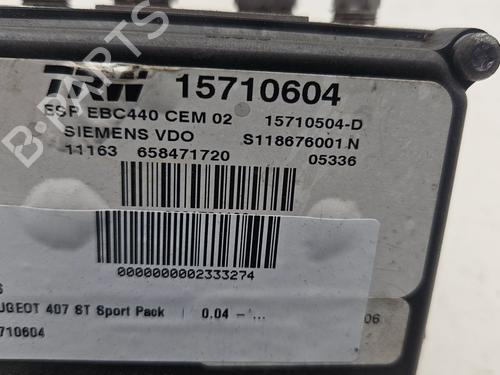 B-PARTS
TRW 15710604
ESP EBC440 CEM 02 15710504-D
SIEMENS VDO S118676001 N
11163 658471720 05336
0000000002333274
S
UGEOT 407 ST Sport Pack | 0.04 - '...
710604
06